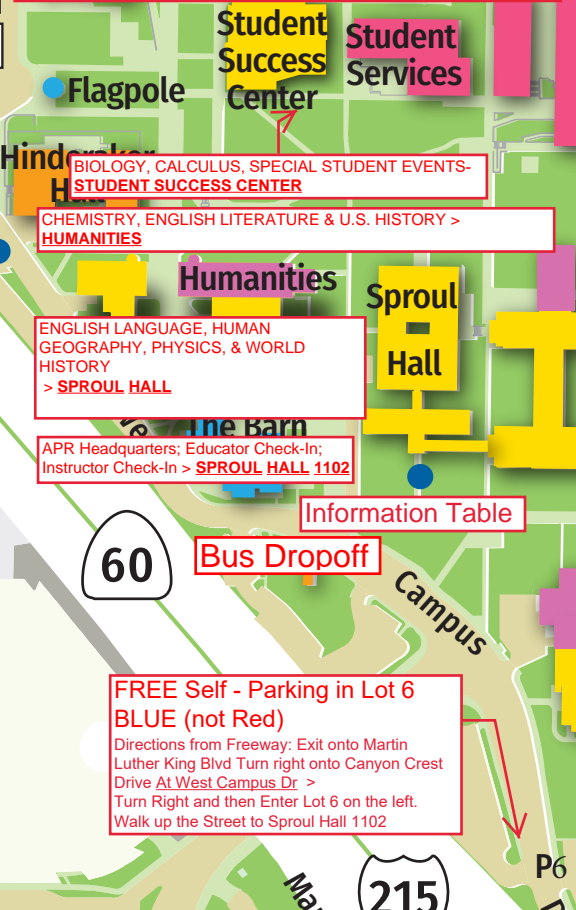 Student
Success
Center
Student
Services
Flagpole
BIOLOGY, CALCULUS, SPECIAL STUDENT EVENTS-
STUDENT SUCCESS CENTER
CHEMISTRY, ENGLISH LITERATURE & U.S. HISTORY >
HUMANITIES
Humanities
Sproul
Hall
ENGLISH LANGUAGE, HUMAN
GEOGRAPHY, PHYSICS, & WORLD
HISTORY
> SPROUL HALL
The Barn
APR Headquarters; Educator Check-In;
Instructor Check-In > SPROUL HALL 1102
Information Table
60
Bus Dropoff
Campus
FREE Self - Parking in Lot 6
BLUE (not Red)
Directions from Freeway: Exit onto Martin
Luther King Blvd Turn right onto Canyon Crest
Drive At West Campus Dr >
Turn Right and then Enter Lot 6 on the left.
Walk up the Street to Sproul Hall 1102
P6
215